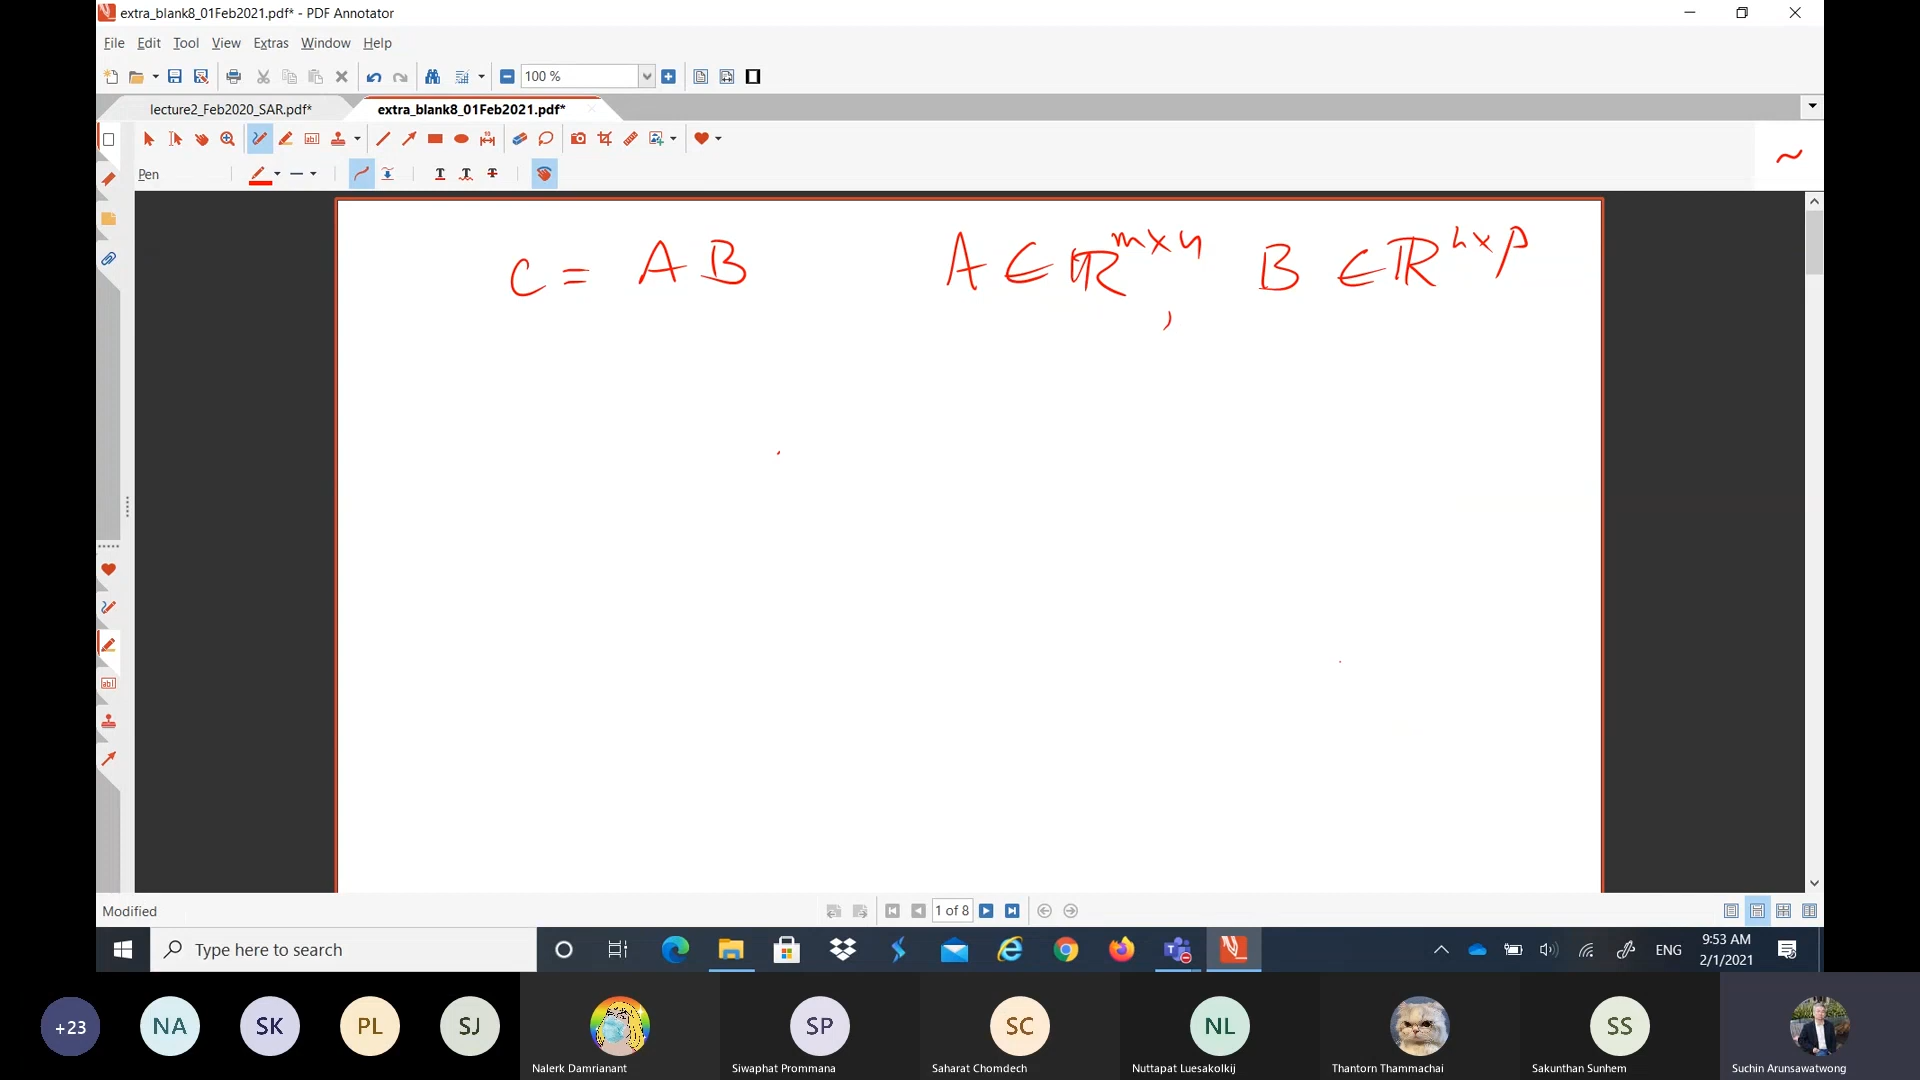 extra_blank8_01Feb2021.pdf* - PDF Annotator
File Edit Tool View Extras Window Help
100 %
lecture2_Feb2020_SAR.pdf* extra_blank8_01Feb2021.pdf*
Pen
C = A B A ∈ ℝ^{m×n}, B ∈ ℝ^{n×p}
Modified
1 of 8
Type here to search
ENG
9:53 AM
2/1/2021
+23 NA SK PL SJ SP SC NL SS
Nalerk Damrianant Siwaphat Prommana Saharat Chomdech Nuttapat Luesakolkij Thantorn Thammachai Sakunthan Sunhem Suchin Arunsawatwong